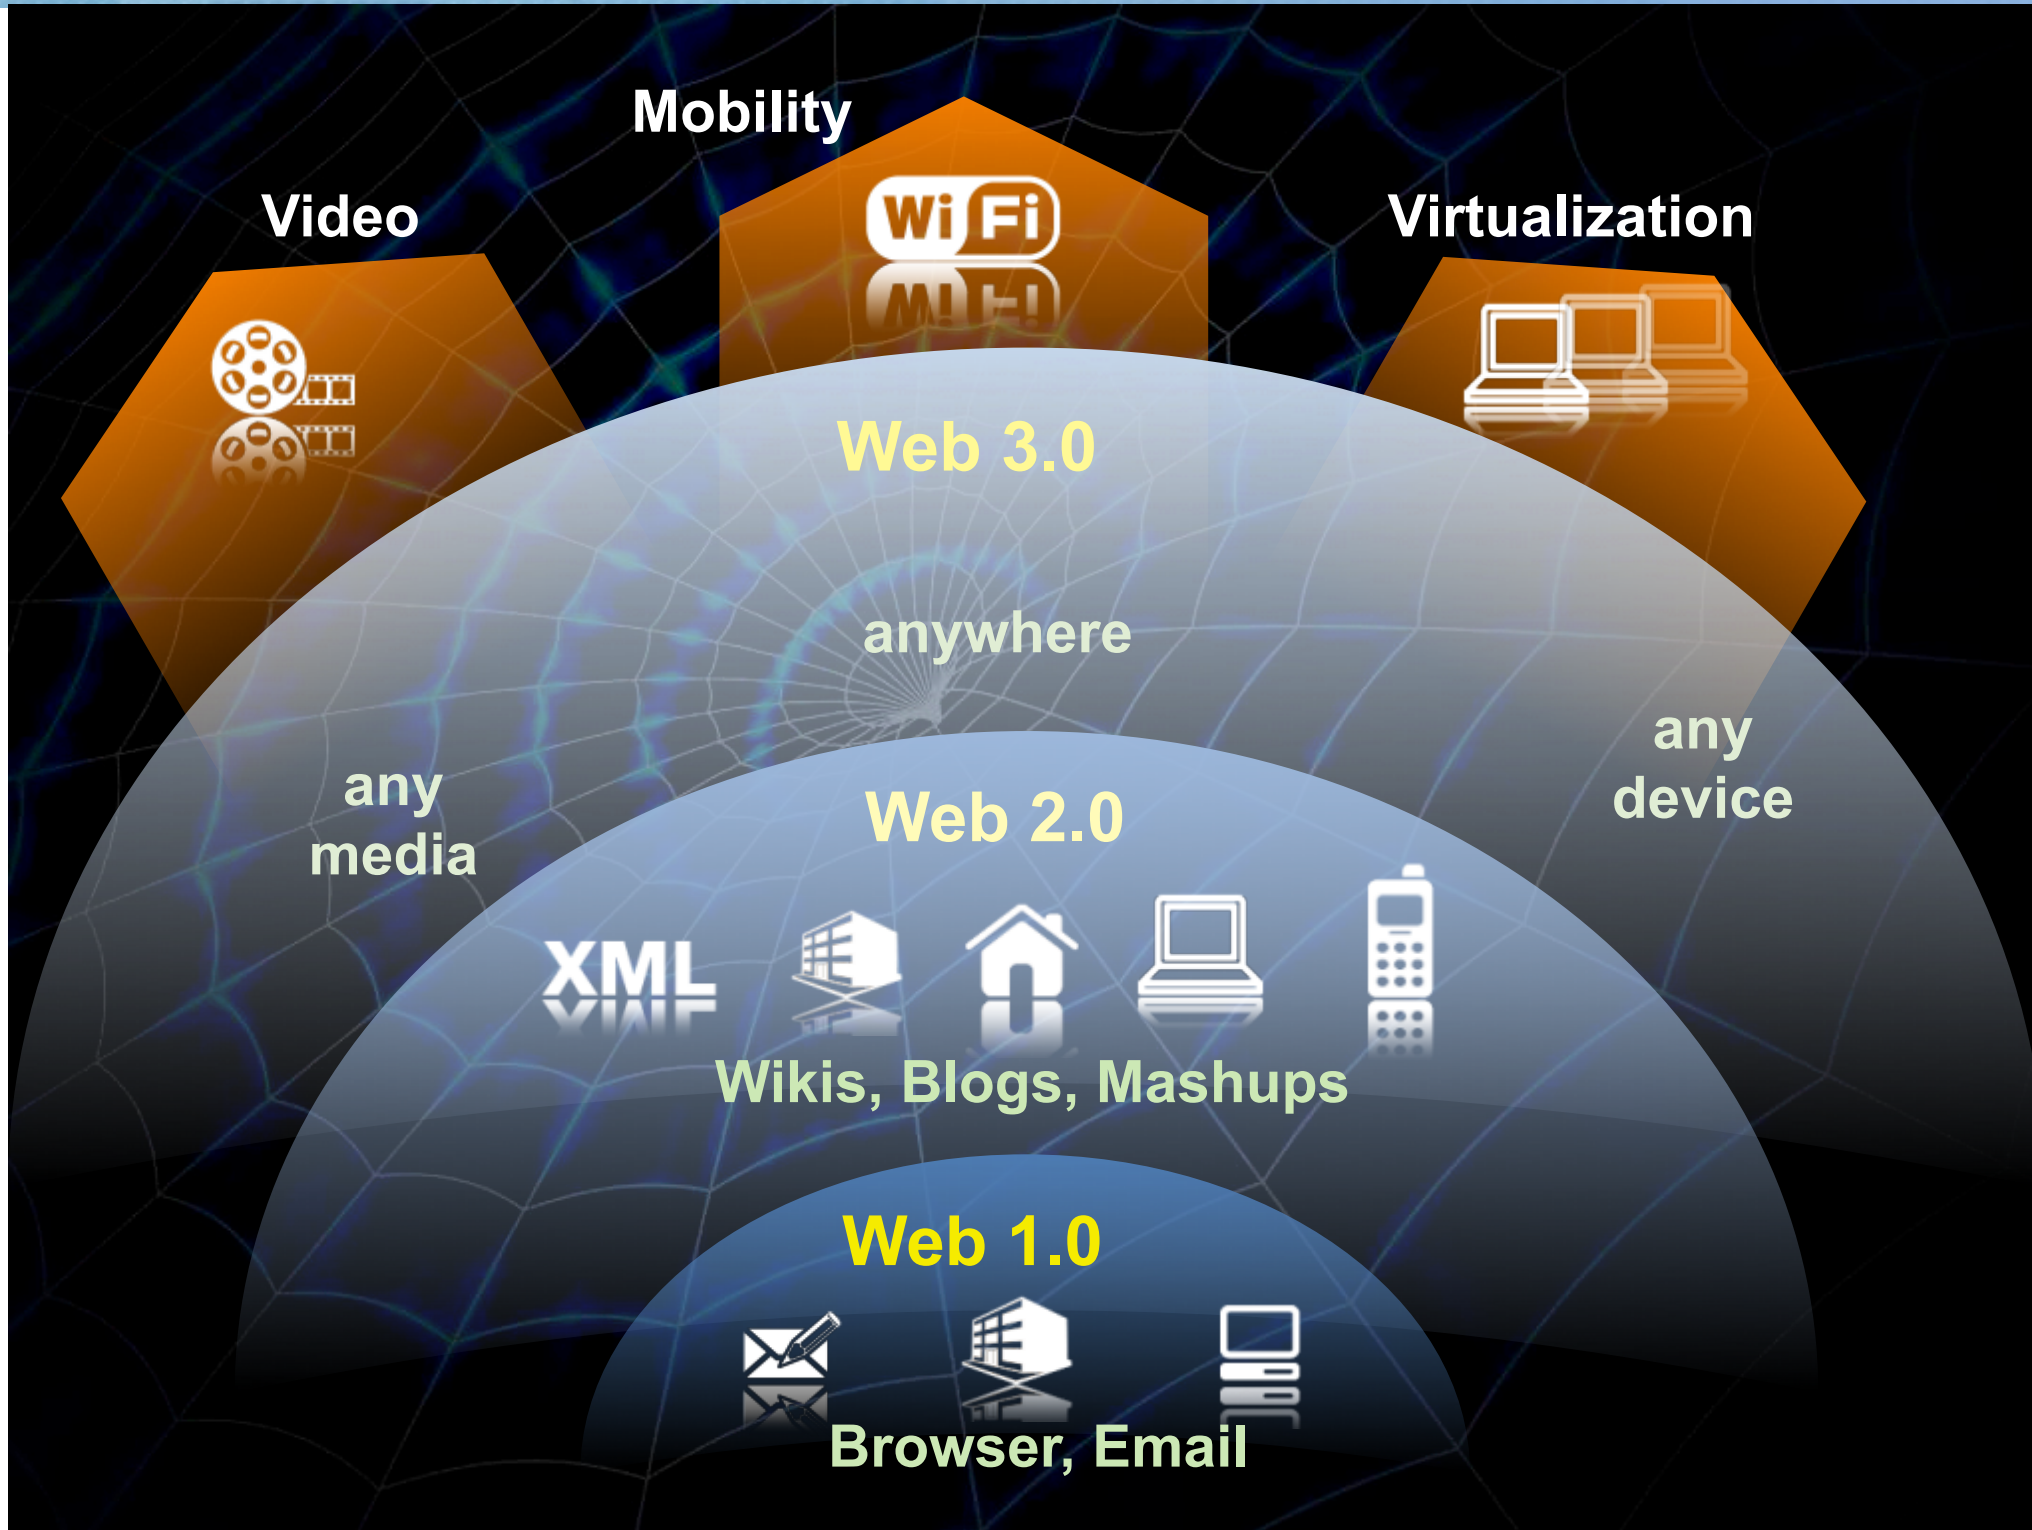 Mobility
Video
Virtualization
Wi Fi
Web 3.0
anywhere
any
device
any
media
Web 2.0
XML
Wikis, Blogs, Mashups
Web 1.0
Browser, Email